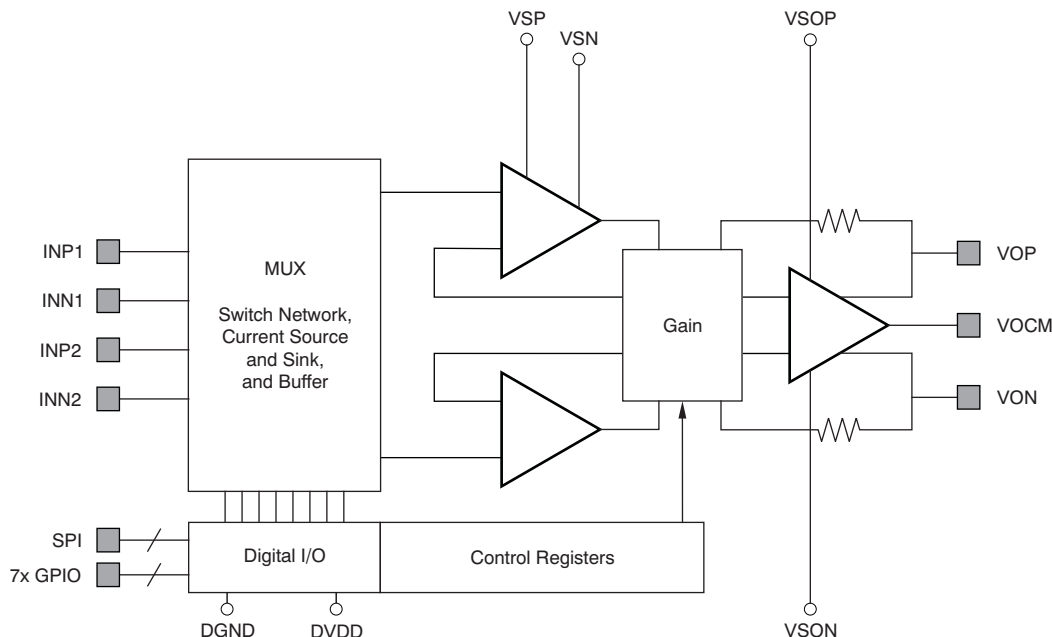 VSP
VSN
VSOP
INP1
INN1
INP2
INN2
MUX
Switch Network,
Current Source
and Sink,
and Buffer
Gain
VOP
VOCM
VON
SPI
7x GPIO
Digital I/O
Control Registers
DGND
DVDD
VSON